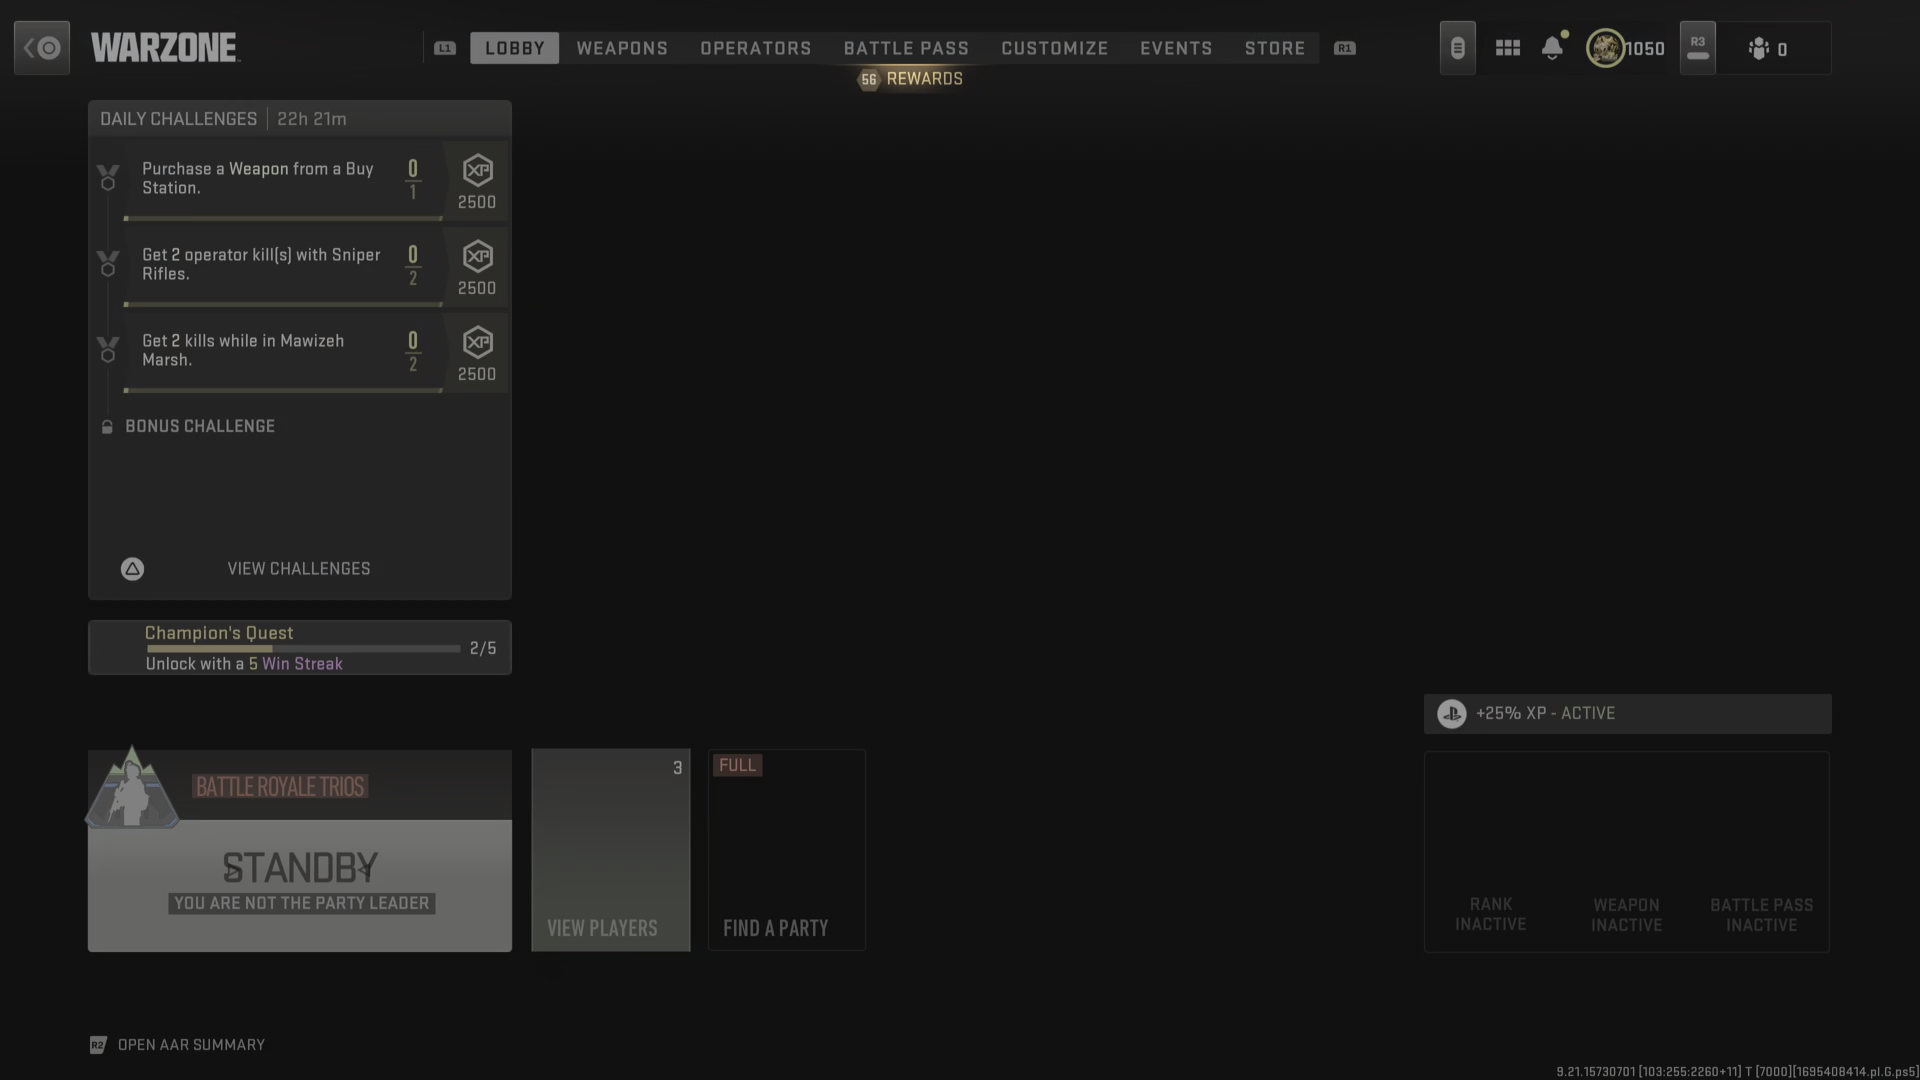 WARZONE
L1 LOBBY WEAPONS OPERATORS BATTLE PASS CUSTOMIZE EVENTS STORE R1
56 REWARDS
1050
R3
0
DAILY CHALLENGES 22h 21m
Purchase a Weapon from a Buy
Station.
0
1
XP
2500
Get 2 operator kill(s) with Sniper
Rifles.
0
2
XP
2500
Get 2 kills while in Mawizeh
Marsh.
0
2
XP
2500
BONUS CHALLENGE
VIEW CHALLENGES
Champion's Quest
2/5
Unlock with a 5 Win Streak
+25% XP - ACTIVE
BATTLE ROYALE TRIOS
STANDBY
YOU ARE NOT THE PARTY LEADER
3
VIEW PLAYERS
FULL
FIND A PARTY
RANK
INACTIVE
WEAPON
INACTIVE
BATTLE PASS
INACTIVE
R2 OPEN AAR SUMMARY
9.21.15730701 [103:255:2260+11] T [7000][1695408414.pl.G.ps5]